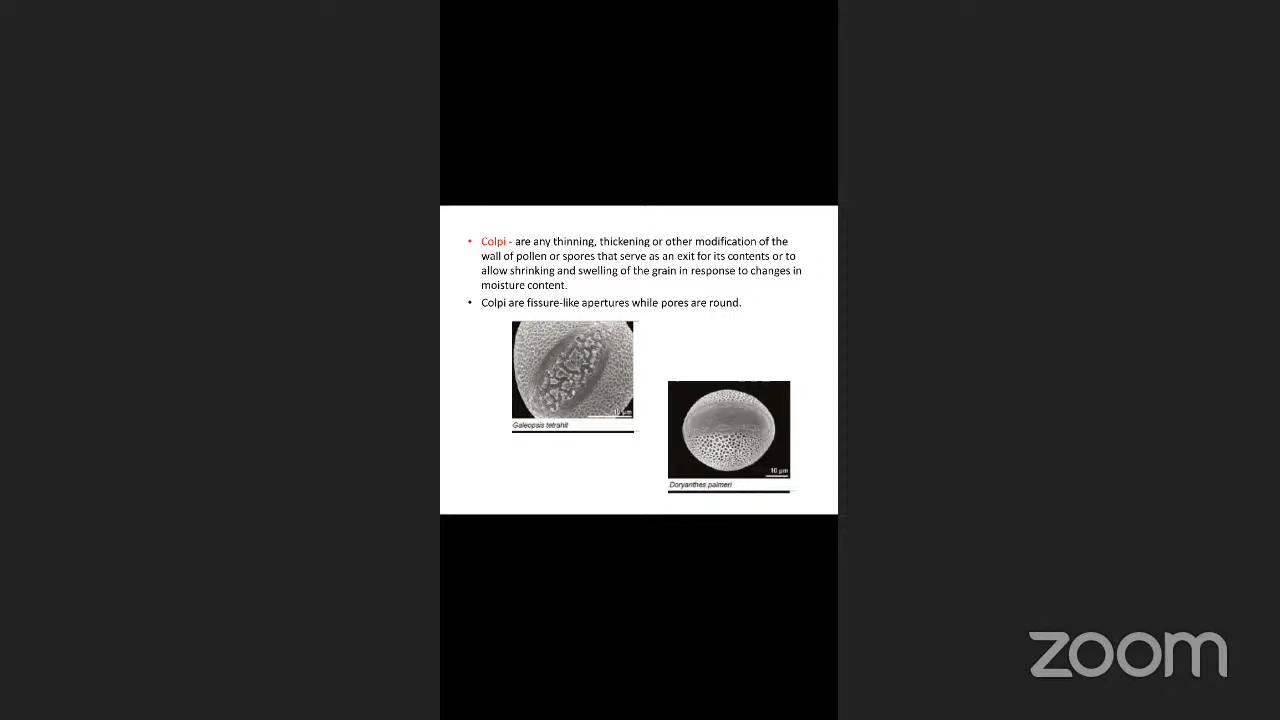 • Colpi - are any thinning, thickening or other modification of the
wall of pollen or spores that serve as an exit for its contents or to
allow shrinking and swelling of the grain in response to changes in
moisture content.
• Colpi are fissure-like apertures while pores are round.
10 µm
Galeopsis tetrahit
10 µm
Doryanthes palmeri
zoom